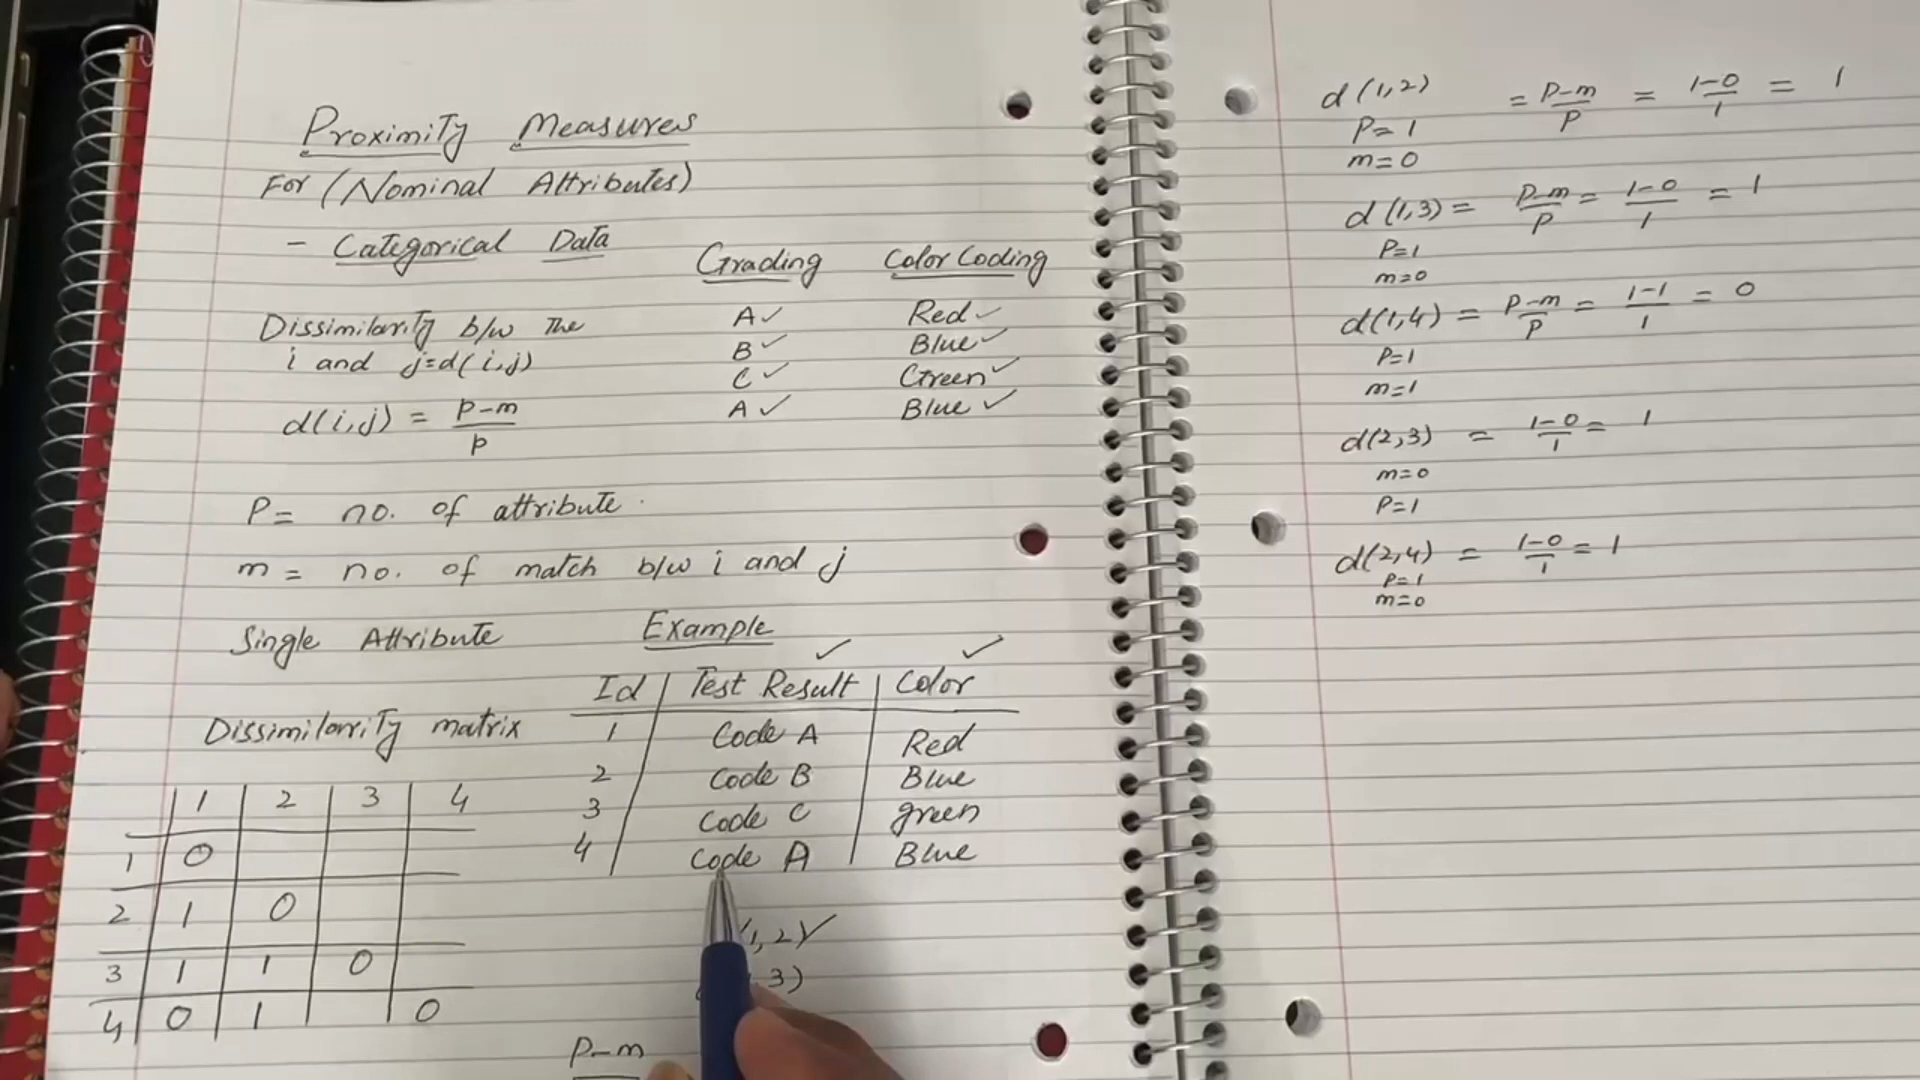 Proximity Measures
For (Nominal Attributes)
- Categorical Data
Grading Color Coding
A✓ Red✓
B✓ Blue✓
C✓ Green✓
A✓ Blue✓
Dissimilarity b/w The
i and j=d(i,j)
d(i,j) = P-m
p
P= no. of attribute.
m = no. of match b/w i and j
Single Attribute
Example
✓ ✓
Id Test Result Color
1 Code A Red
2 Code B Blue
3 Code C green
4 Code A Blue
Dissimilarity matrix
1 2 3 4
1 0
2 1 0
3 1 1 0
4 0 1 0
1,2)✓
3)
P-m
d(1,2) = P-m/P = 1-0/1 = 1
P=1
m=0
d(1,3) = P-m/P = 1-0/1 = 1
P=1
m=0
d(1,4) = P-m/P = 1-1/1 = 0
P=1
m=1
d(2,3) = 1-0/1 = 1
m=0
P=1
d(2,4) = 1-0/1 = 1
P=1
m=0